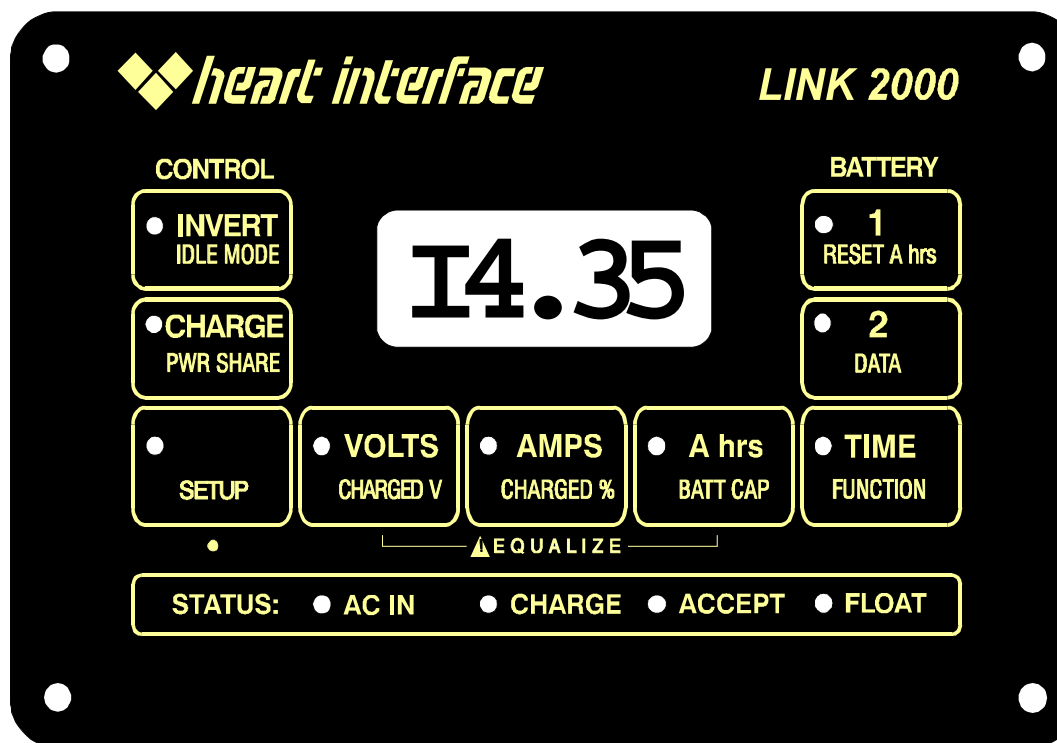 heart interface LINK 2000
CONTROL BATTERY
INVERT
IDLE MODE
14.35
1
RESET A hrs
CHARGE
PWR SHARE
2
DATA
SETUP
VOLTS
CHARGED V
AMPS
CHARGED %
A hrs
BATT CAP
TIME
FUNCTION
EQUALIZE
STATUS: AC IN CHARGE ACCEPT FLOAT